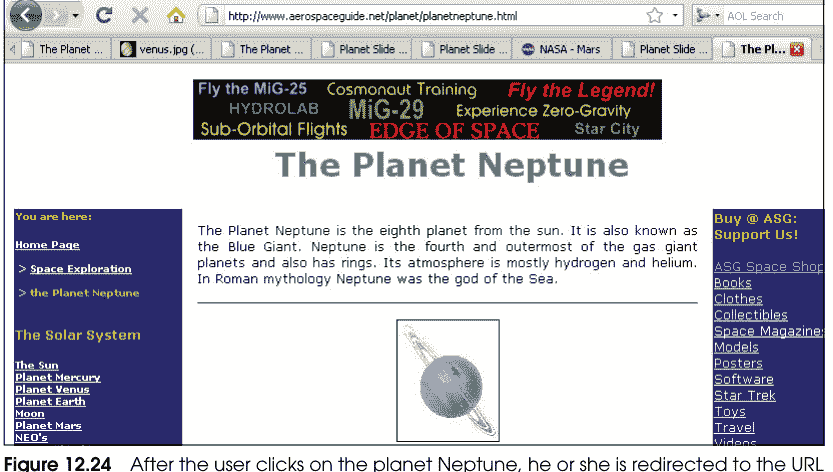 http://www.aerospaceguide.net/planet/planetneptune.html
AOL Search
The Planet ...
venus.jpg (...
The Planet ...
Planet Slide ...
Planet Slide ...
NASA - Mars
Planet Slide ...
The Pl...
Fly the MiG-25 Cosmonaut Training Fly the Legend!
HYDROLAB MiG-29 Experience Zero-Gravity
Sub-Orbital Flights EDGE OF SPACE Star City
The Planet Neptune
You are here:
Home Page
> Space Exploration
> the Planet Neptune
The Solar System
The Sun
Planet Mercury
Planet Venus
Planet Earth
Moon
Planet Mars
NEO's
The Planet Neptune is the eighth planet from the sun. It is also known as
the Blue Giant. Neptune is the fourth and outermost of the gas giant
planets and also has rings. Its atmosphere is mostly hydrogen and helium.
In Roman mythology Neptune was the god of the Sea.
Buy @ ASG:
Support Us!
ASG Space Shop
Books
Clothes
Collectibles
Space Magazines
Models
Posters
Software
Star Trek
Toys
Travel
Videos
Figure 12.24 After the user clicks on the planet Neptune, he or she is redirected to the URL